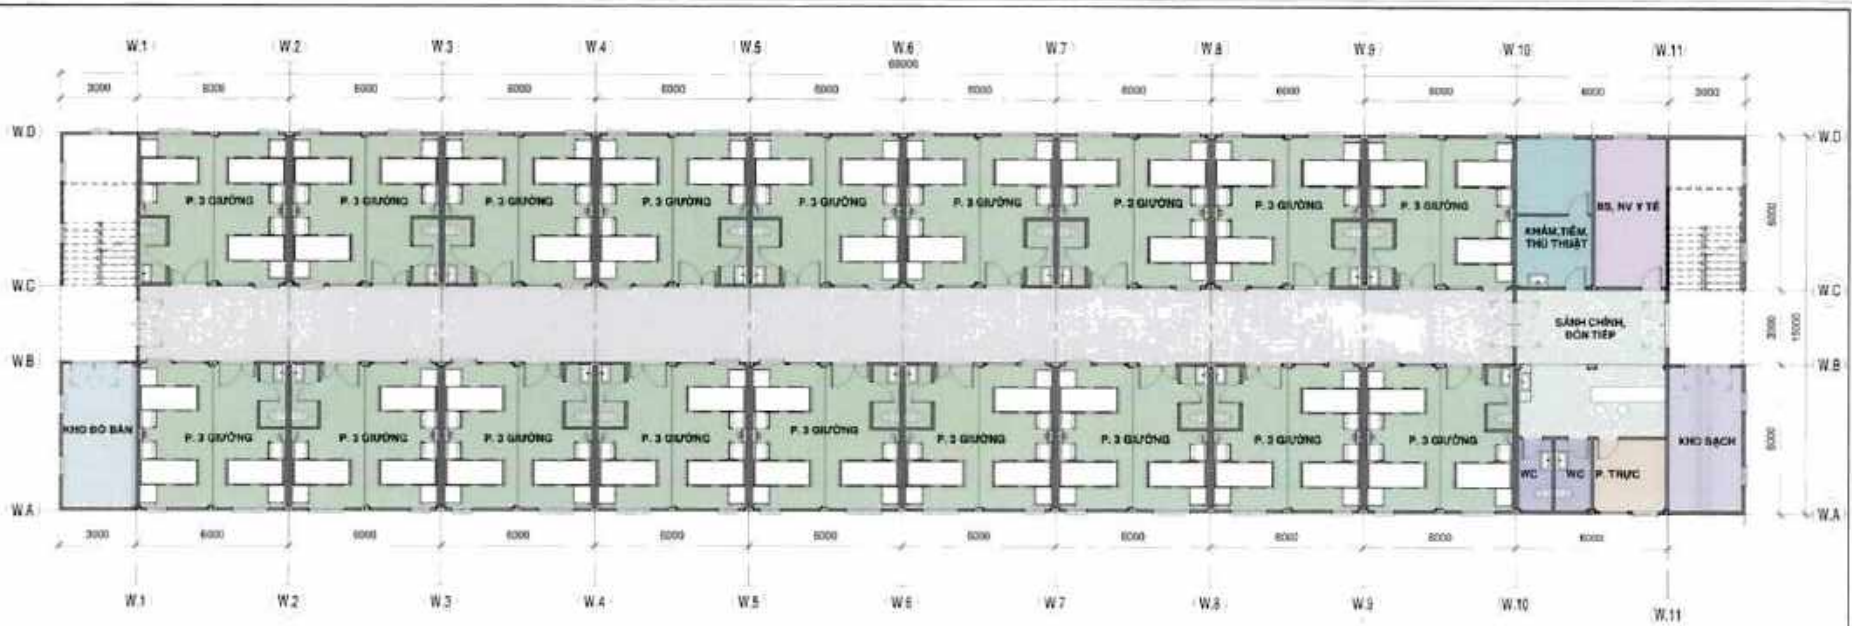 W.1 W.2 W.3 W.4 W.5 W.6 W.7 W.8 W.9 W.10 W.11
66000
3000 6000 6000 6000 6000 6000 6000 6000 6000 6000 6000 3000
W.D W.D
P. 3 GIƯỜNG P. 3 GIƯỜNG P. 3 GIƯỜNG P. 3 GIƯỜNG P. 3 GIƯỜNG P. 3 GIƯỜNG P. 3 GIƯỜNG P. 3 GIƯỜNG P. 3 GIƯỜNG
BS, NV Y TẾ
6000
KHÁM, TIÊM,
THỦ THUẬT
W.C W.C
SẢNH CHÍNH,
ĐÓN TIẾP
3000
15000
W.B W.B
KHO ĐỒ BẨN
P. 3 GIƯỜNG P. 3 GIƯỜNG P. 3 GIƯỜNG P. 3 GIƯỜNG P. 3 GIƯỜNG P. 3 GIƯỜNG P. 3 GIƯỜNG P. 3 GIƯỜNG P. 3 GIƯỜNG
KHO SẠCH
6000
WC WC P. TRỰC
W.A W.A
3000 6000 6000 6000 6000 6000 6000 6000 6000 6000 6000
W.1 W.2 W.3 W.4 W.5 W.6 W.7 W.8 W.9 W.10 W.11